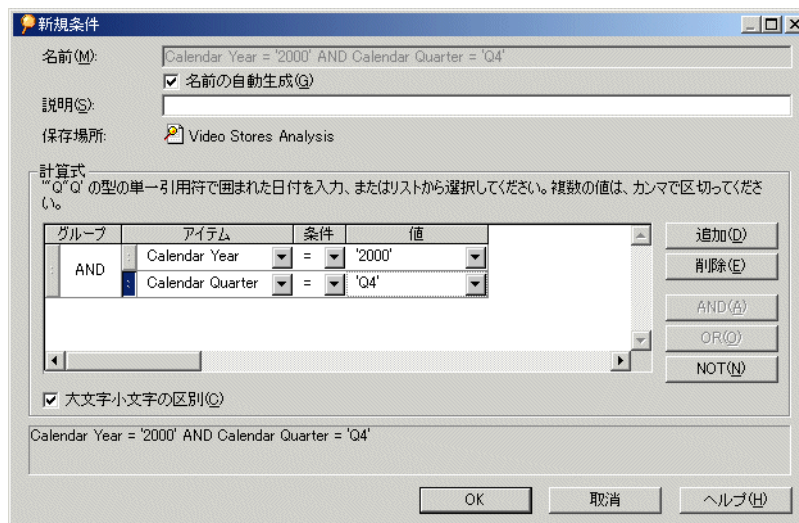 新規条件
名前(M): Calendar Year = '2000' AND Calendar Quarter = 'Q4'
名前の自動生成(G)
説明(S):
保存場所: Video Stores Analysis
計算式
'"Q"Q' の型の単一引用符で囲まれた日付を入力、またはリストから選択してください。複数の値は、カンマで区切ってくださ
い。
グループ アイテム 条件 値
AND
Calendar Year = '2000'
Calendar Quarter = 'Q4'
追加(D)
削除(E)
AND(A)
OR(O)
NOT(N)
大文字小文字の区別(C)
Calendar Year = '2000' AND Calendar Quarter = 'Q4'
OK 取消 ヘルプ(H)